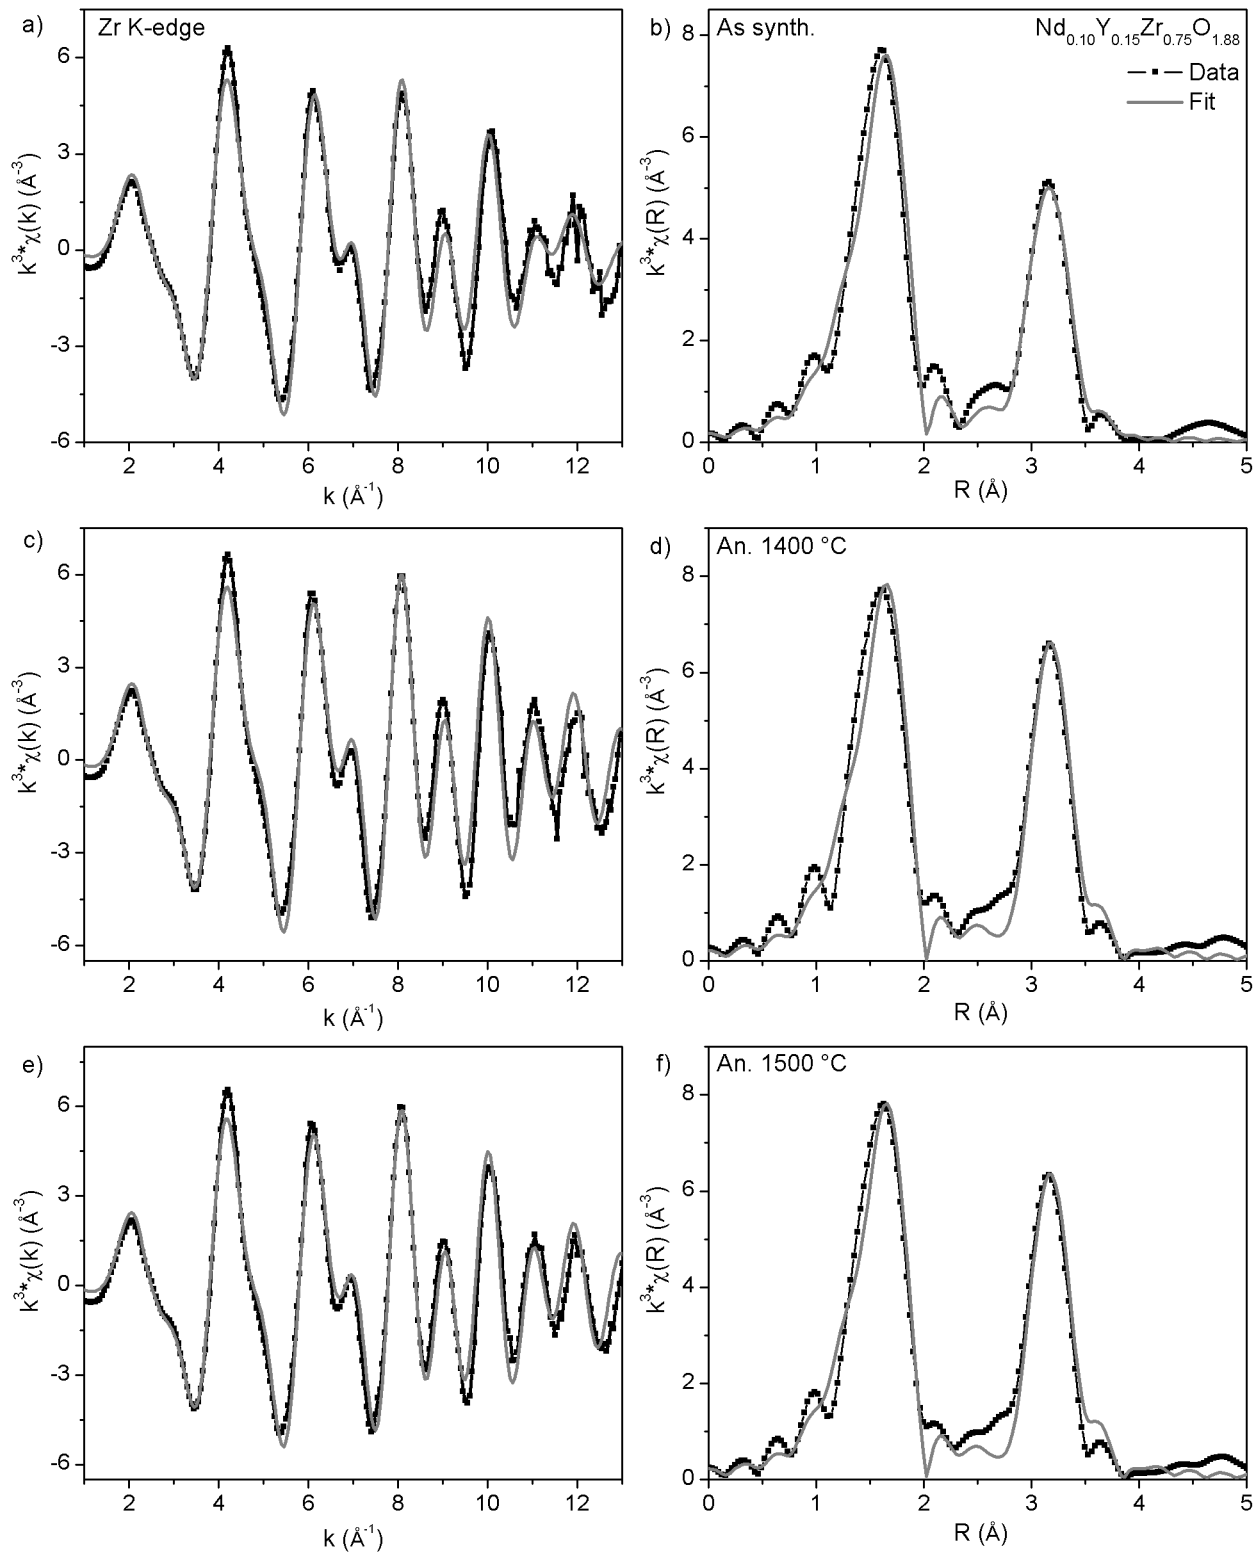 a) Zr K-edge
6
3
0
-3
-6
k³*χ(k) (Å⁻³)
2 4 6 8 10 12
k (Å⁻¹)
b) As synth. Nd₀.₁₀Y₀.₁₅Zr₀.₇₅O₁.₈₈
Data
Fit
8
6
4
2
0
k³*χ(R) (Å⁻³)
0 1 2 3 4 5
R (Å)
c)
6
3
0
-3
-6
k³*χ(k) (Å⁻³)
2 4 6 8 10 12
k (Å⁻¹)
d) An. 1400 °C
8
6
4
2
0
k³*χ(R) (Å⁻³)
0 1 2 3 4 5
R (Å)
e)
6
3
0
-3
-6
k³*χ(k) (Å⁻³)
2 4 6 8 10 12
k (Å⁻¹)
f) An. 1500 °C
8
6
4
2
0
k³*χ(R) (Å⁻³)
0 1 2 3 4 5
R (Å)